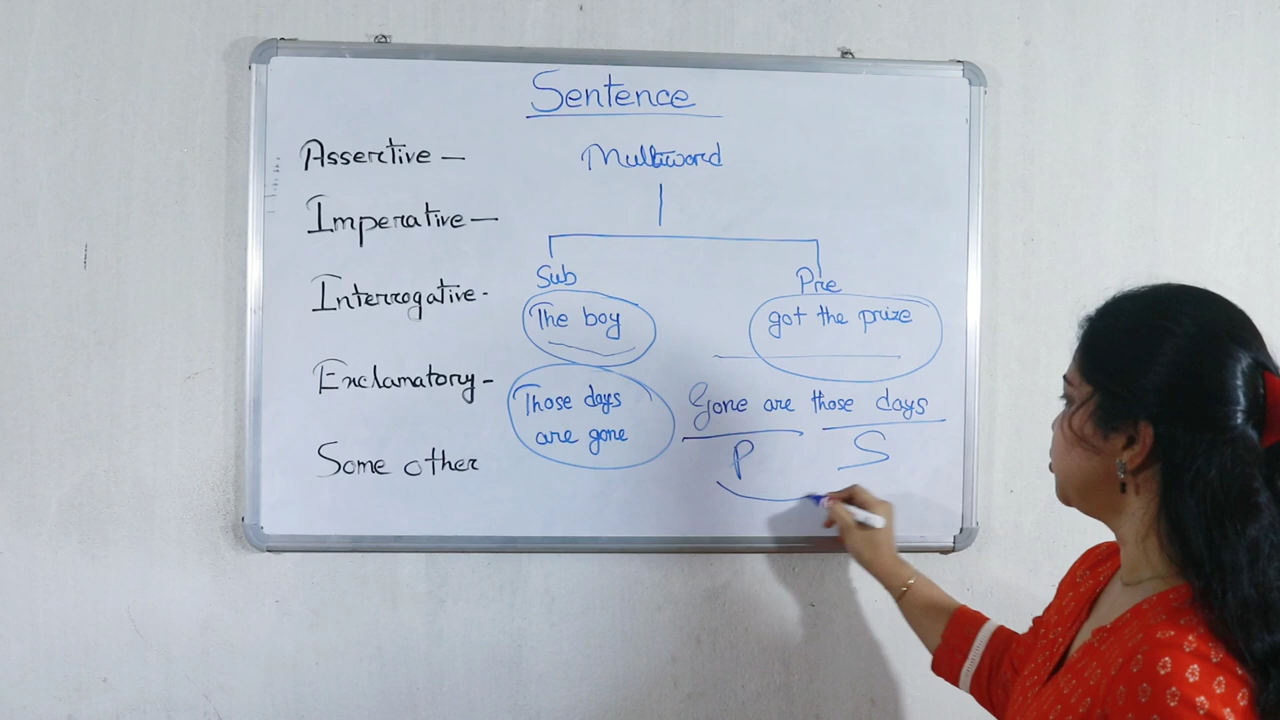 Sentence
Assertive –
Imperative –
Interrogative -
Exclamatory -
Some other
Multiword
Sub
Pre
The boy
got the prize
Those days
are gone
Gone are those days
P
S